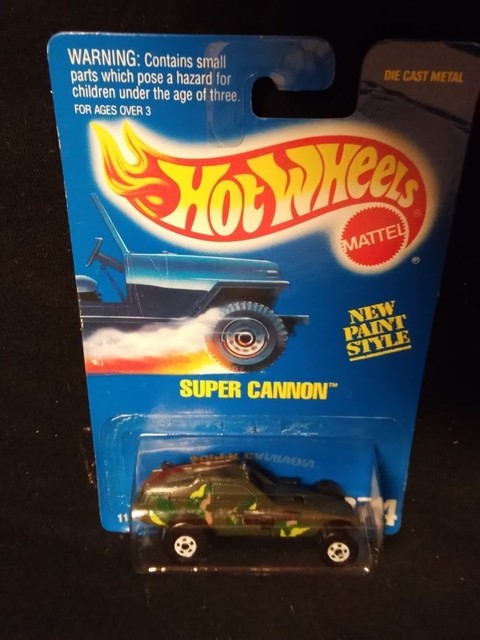 WARNING: Contains small
parts which pose a hazard for
children under the age of three.
FOR AGES OVER 3
DIE CAST METAL
HOT WHEELS
MATTEL
®
NEW
PAINT
STYLE
SUPER CANNON™